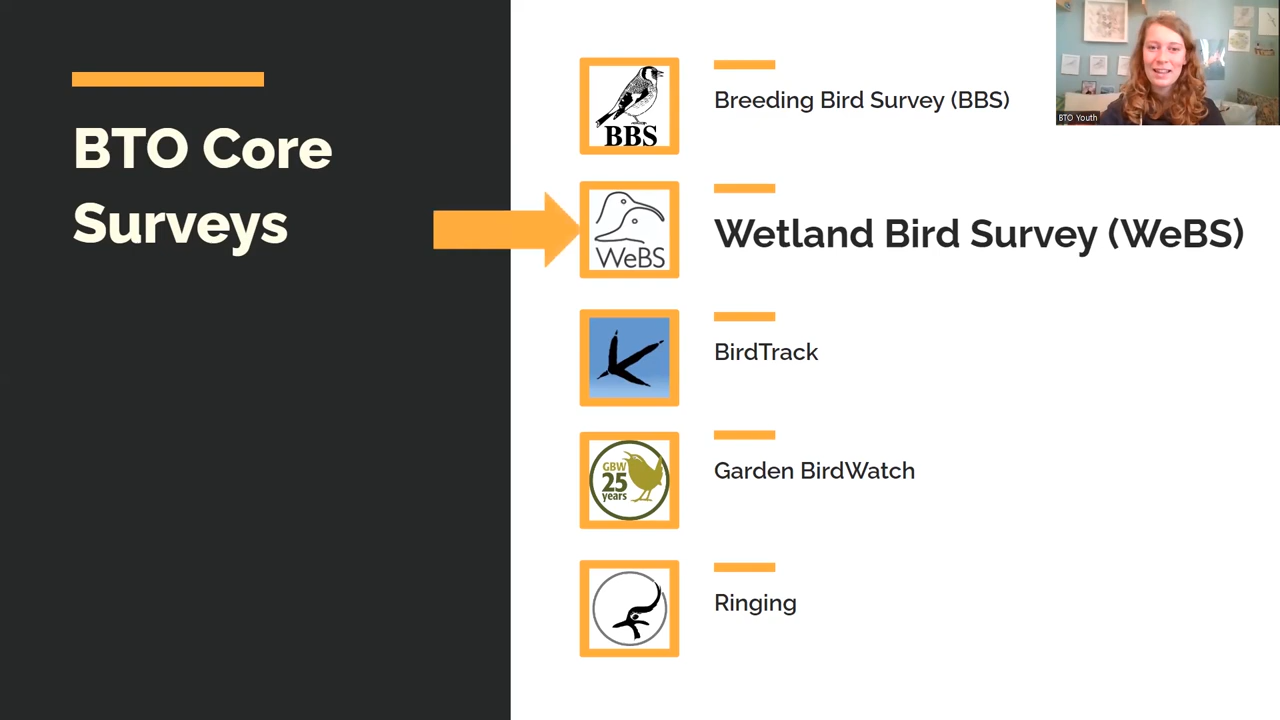 BTO Core
Surveys
BBS
Breeding Bird Survey (BBS)
BTO Youth
WeBS
Wetland Bird Survey (WeBS)
BirdTrack
GBW
25
years
Garden BirdWatch
Ringing